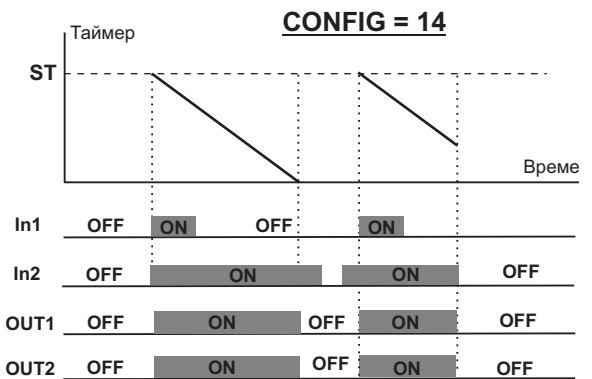 CONFIG = 14
Таймер
ST
Време
In1 OFF ON OFF ON
In2 OFF ON ON OFF
OUT1 OFF ON OFF ON OFF
OUT2 OFF ON OFF ON OFF